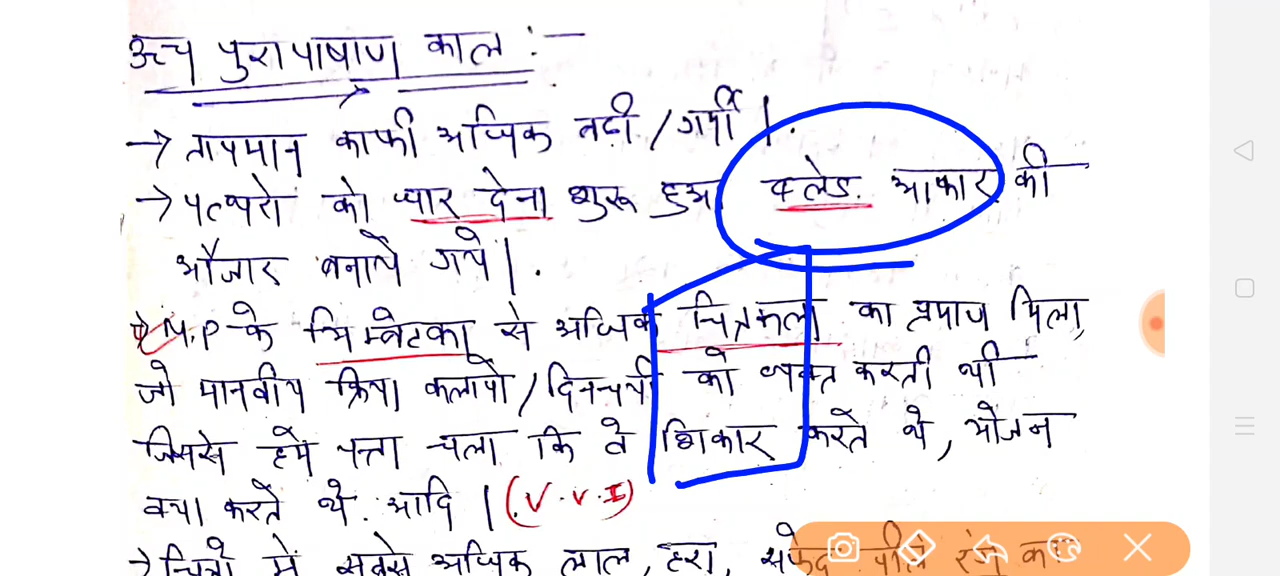 उच्च पुरापाषाण काल :—
→ तापमान काफी अधिक बढ़ी / गर्मी |.
→ पत्थरो को प्यार देना शुरू हुआ ब्लेड. आकार की
औजार बनाये गये |.
M.P के भिम्बेटका से अधिक चित्रकला का प्रमाण मिला,
जो मानवीय क्रिया कलापो / दिनचर्या को व्यक्त करती थी
जिससे हमे पत्ता चला कि वे शिकार करते थे, भोजन
क्या करते थे. आदि | (V.V.I)
→ चित्रो मे सबसे अधिक लाल, हरा, सफेद पीले